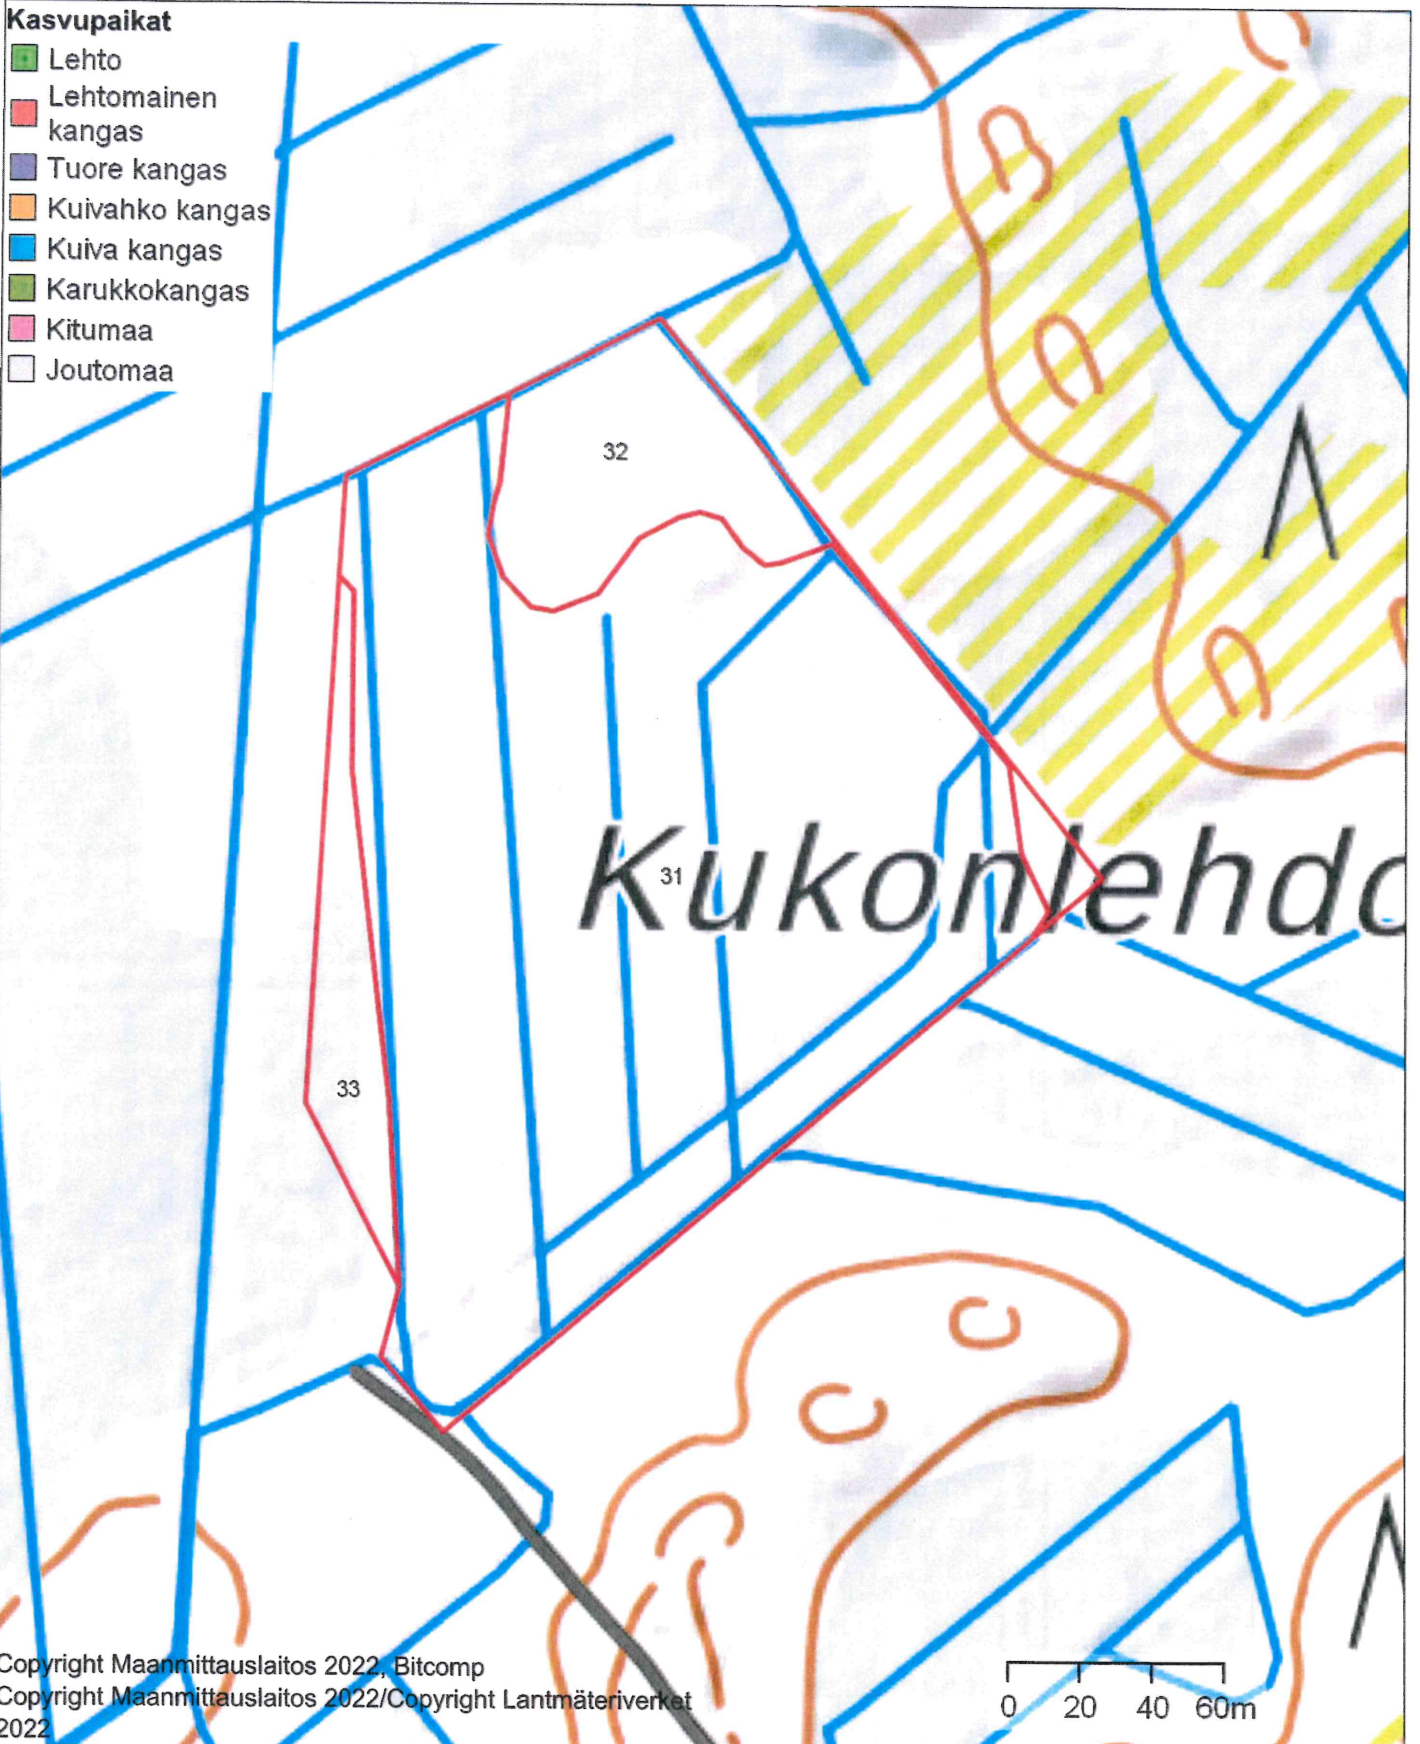 Kasvupaikat
Lehto
Lehtomainen
kangas
Tuore kangas
Kuivahko kangas
Kuiva kangas
Karukkokangas
Kitumaa
Joutomaa
32
31
Kukonlehdo
33
Copyright Maanmittauslaitos 2022, Bitcomp
Copyright Maanmittauslaitos 2022/Copyright Lantmäteriverket
2022
0 20 40 60m